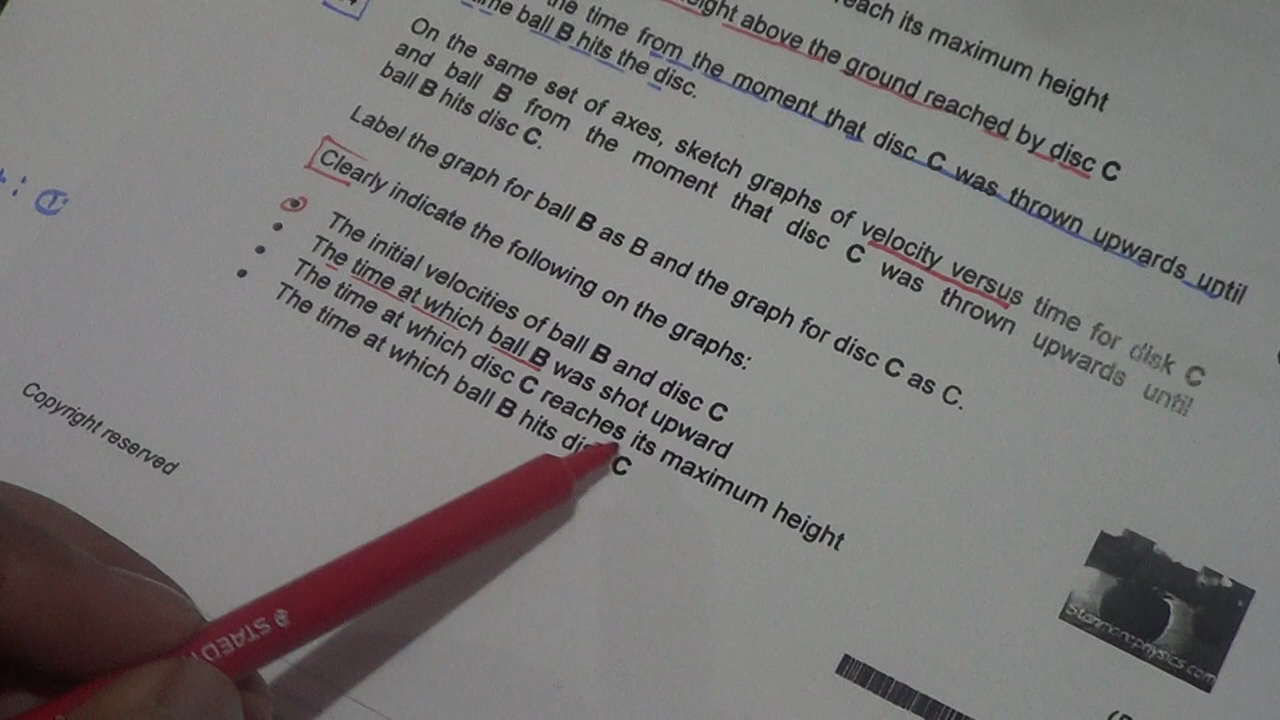 each its maximum height
ight above the ground reached by disc C
the time from the moment that disc C was thrown upwards until
ball B hits the disc.
On the same set of axes, sketch graphs of velocity versus time for disk C
and ball B from the moment that disc C was thrown upwards until
ball B hits disc C.
Label the graph for ball B as B and the graph for disc C as C.
Clearly indicate the following on the graphs:
• The initial velocities of ball B and disc C
• The time at which ball B was shot upward
• The time at which disc C reaches its maximum height
• The time at which ball B hits disc C
Copyright reserved
STAEDT
Stanmorephysics.com